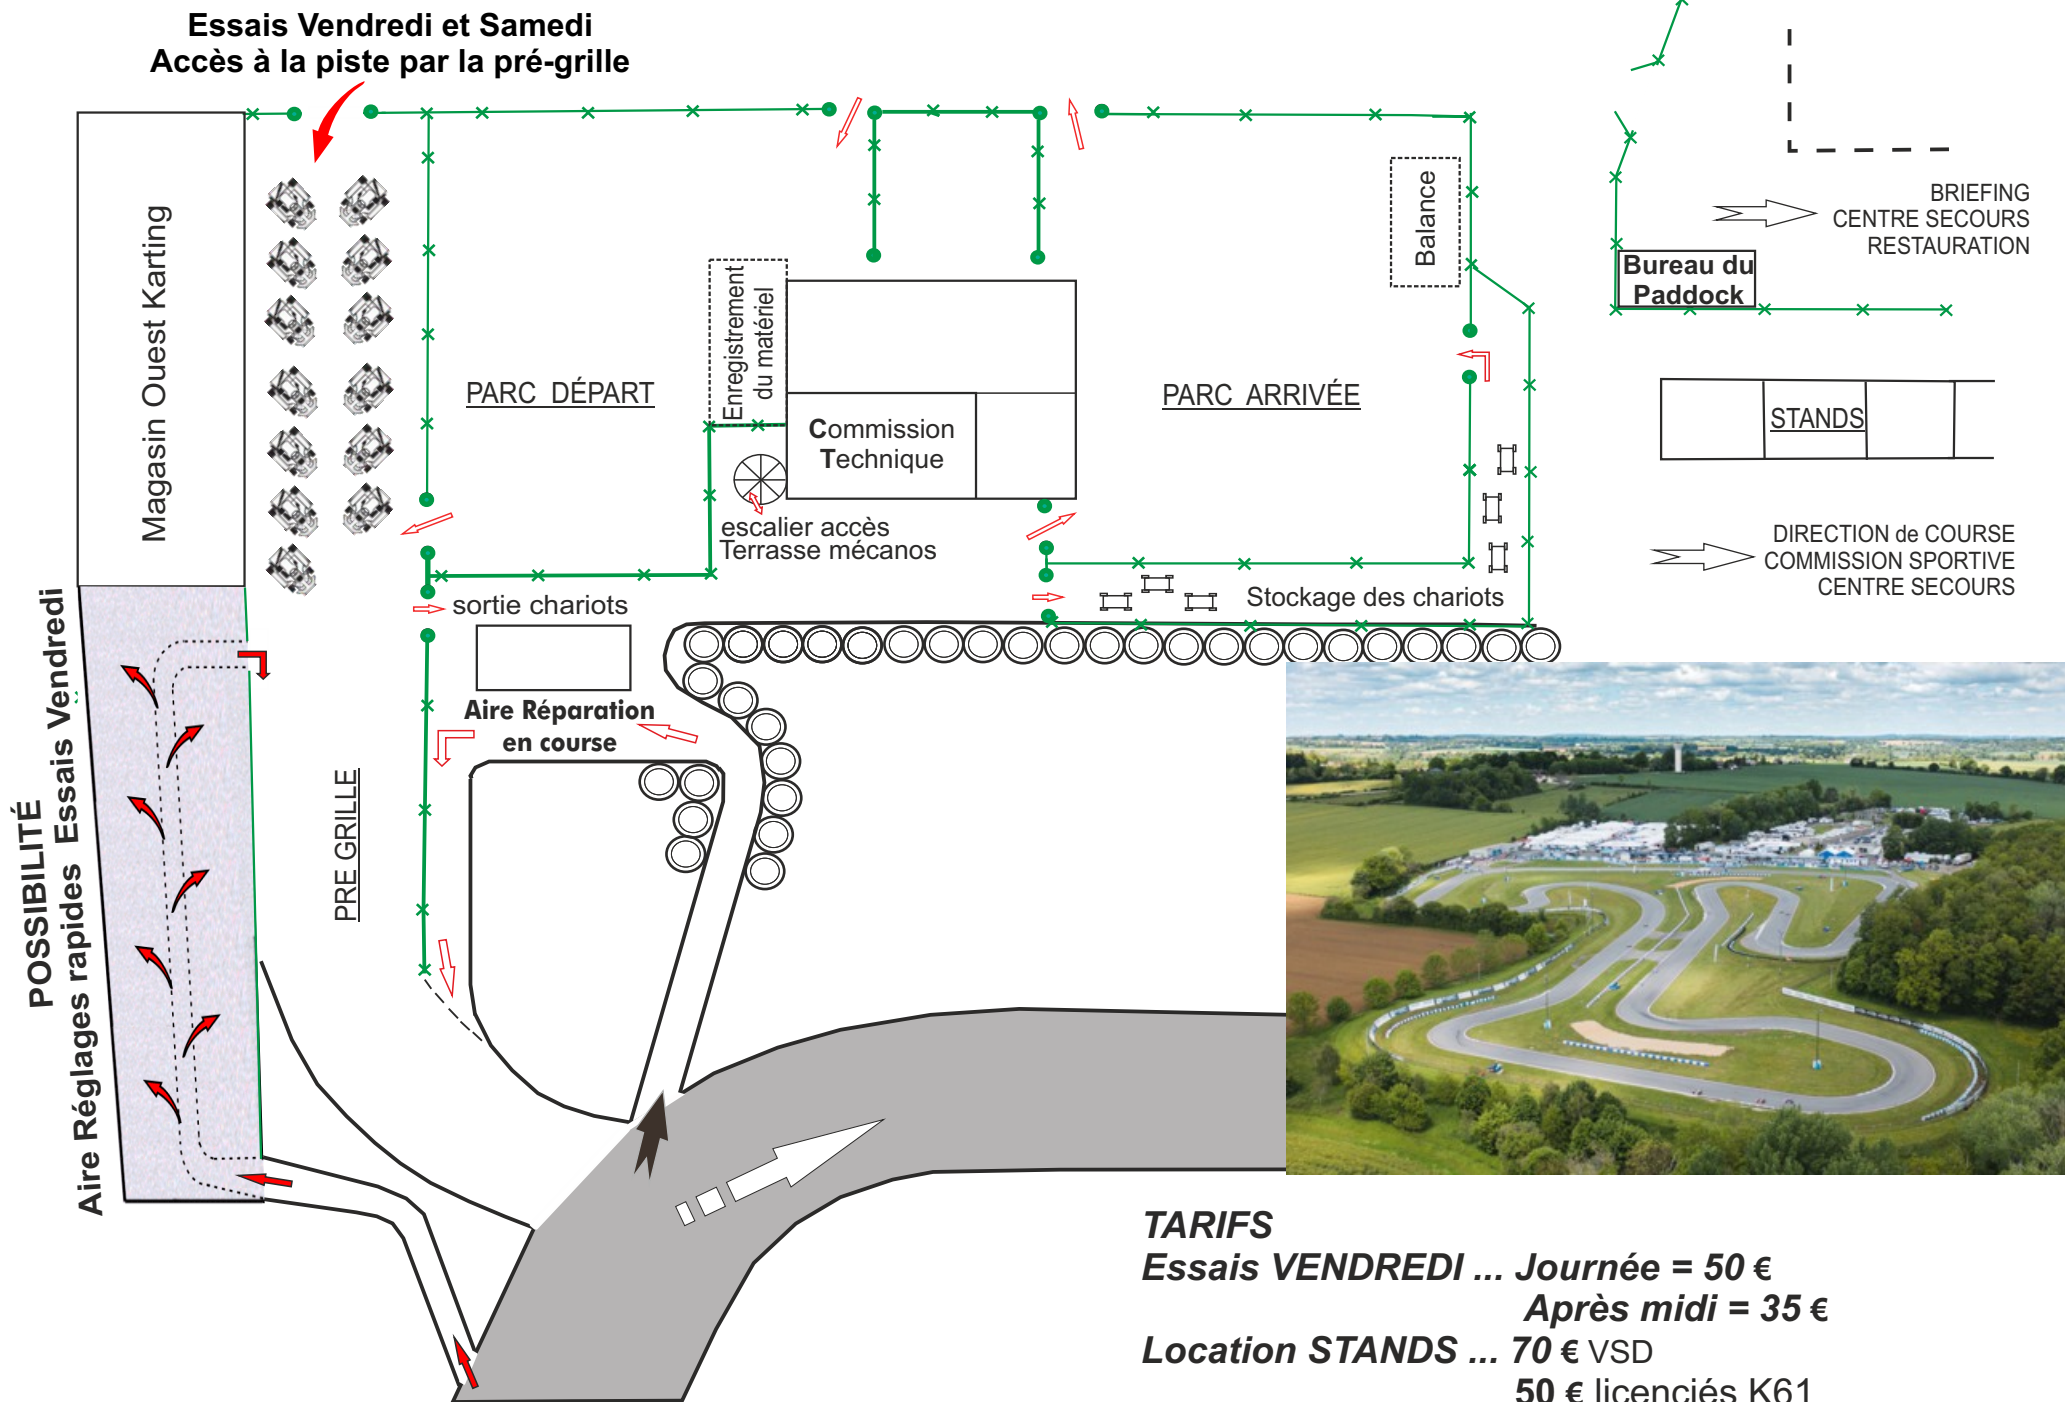 Essais Vendredi et Samedi
Accès à la piste par la pré-grille
Magasin Ouest Karting
PARC DÉPART
Enregistrement
du matériel
Commission
Technique
escalier accès
Terrasse mécanos
PARC ARRIVÉE
Balance
BRIEFING
CENTRE SECOURS
RESTAURATION
Bureau du
Paddock
STANDS
DIRECTION de COURSE
COMMISSION SPORTIVE
CENTRE SECOURS
sortie chariots
Stockage des chariots
Aire Réparation
en course
PRE GRILLE
POSSIBILITÉ
Aire Réglages rapides Essais Vendredi
TARIFS
Essais VENDREDI ... Journée = 50 €
Après midi = 35 €
Location STANDS ... 70 € VSD
50 € licenciés K61